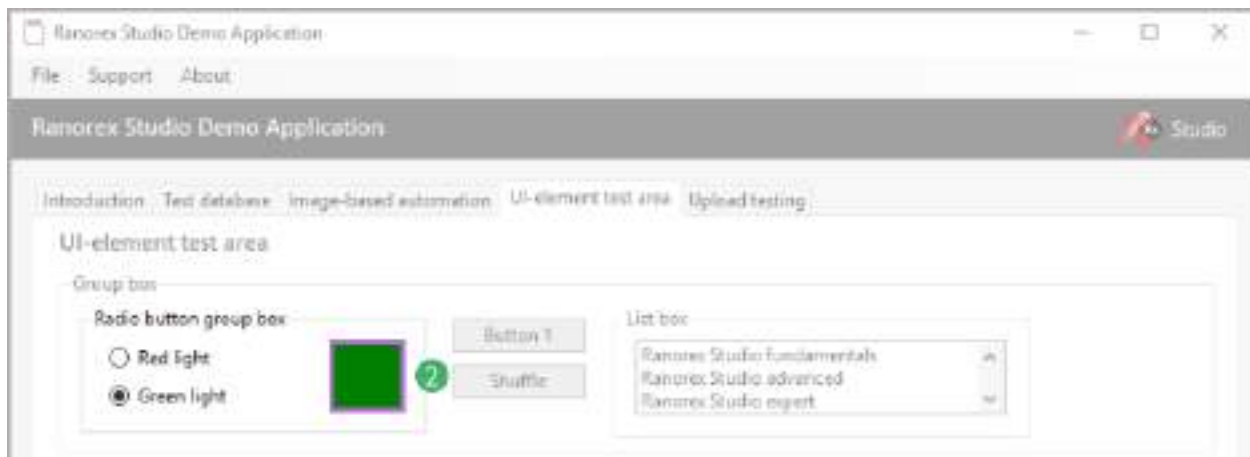 Ranorex Studio Demo Application
File Support About
Ranorex Studio Demo Application
Studio
Introduction Test database Image-based automation UI-element test area Upload testing
UI-element test area
Group box
Radio button group box
Red light
Green light
2
Button 1
Shuffle
List box
Ranorex Studio fundamentals
Ranorex Studio advanced
Ranorex Studio expert